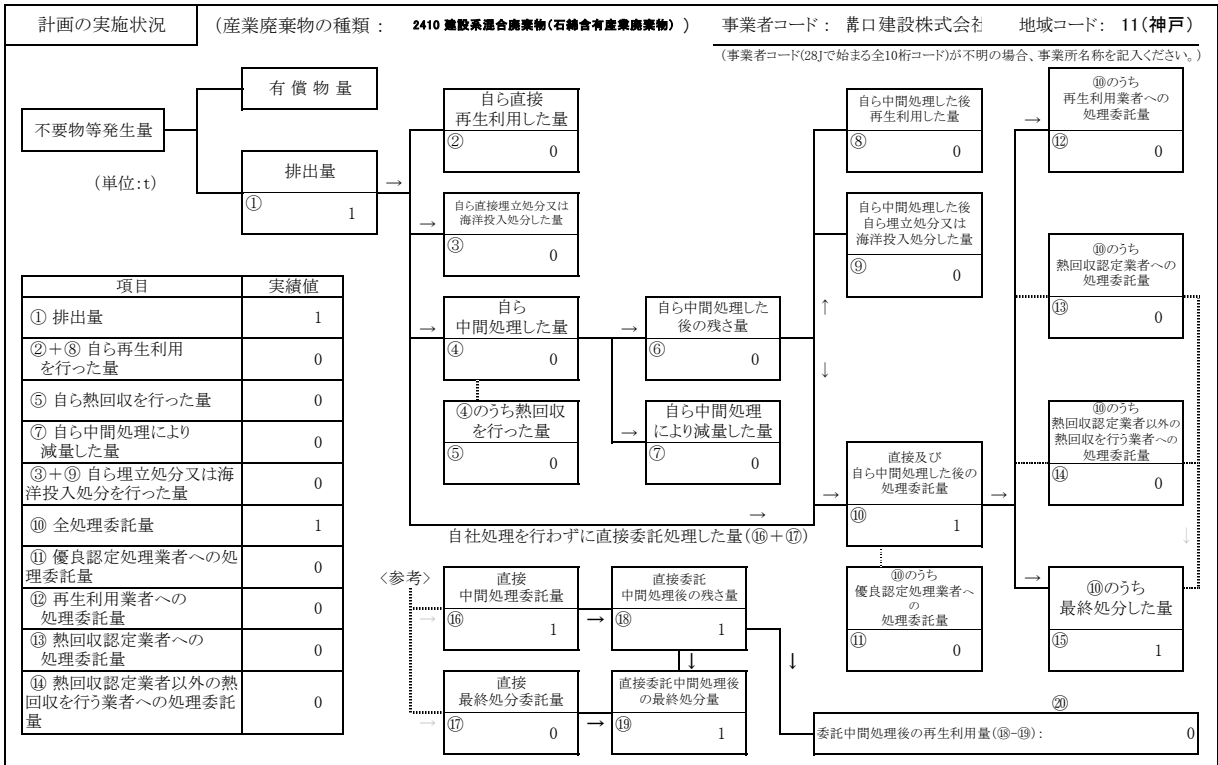 計画の実施状況
(産業廃棄物の種類： 2410 建設系混合廃棄物(石綿含有産業廃棄物) )
事業者コード： 溝口建設株式会社
地域コード： 11(神戸)
(事業者コード(28Jで始まる全10桁コード)が不明の場合、事業所名称を記入ください。)
不要物等発生量
(単位:t)
有償物量
排出量
① 1
→
自ら直接
再生利用した量
② 0
→
自ら直接埋立処分又は
海洋投入処分した量
③ 0
→
自ら
中間処理した量
④ 0
④のうち熱回収
を行った量
⑤ 0
→
自ら中間処理した
後の残さ量
⑥ 0
→
自ら中間処理
により減量した量
⑦ 0
自ら中間処理した後
再生利用した量
⑧ 0
自ら中間処理した後
自ら埋立処分又は
海洋投入処分した量
⑨ 0
↑
↓
→
直接及び
自ら中間処理した後の
処理委託量
⑩ 1
→
⑩のうち
優良認定処理業者へ
の
処理委託量
⑪ 0
→
⑩のうち
再生利用業者への
処理委託量
⑫ 0
⑩のうち
熱回収認定業者への
処理委託量
⑬ 0
⑩のうち
熱回収認定業者以外の
熱回収を行う業者への
処理委託量
⑭ 0
↓
→
⑩のうち
最終処分した量
⑮ 1
→
自社処理を行わずに直接委託処理した量(⑯＋⑰)
〈参考〉
→
直接
中間処理委託量
⑯ 1
→
直接委託
中間処理後の残さ量
⑱ 1
↓
↓
→
直接
最終処分委託量
⑰ 0
→
直接委託中間処理後
の最終処分量
⑲ 1
⑳
委託中間処理後の再生利用量(⑱-⑲)： 0
項目 実績値
① 排出量 1
②＋⑧ 自ら再生利用
を行った量 0
⑤ 自ら熱回収を行った量 0
⑦ 自ら中間処理により
減量した量 0
③＋⑨ 自ら埋立処分又は海
洋投入処分を行った量 0
⑩ 全処理委託量 1
⑪ 優良認定処理業者への処
理委託量 0
⑫ 再生利用業者への
処理委託量 0
⑬ 熱回収認定業者への
処理委託量 0
⑭ 熱回収認定業者以外の熱
回収を行う業者への処理委託
量 0